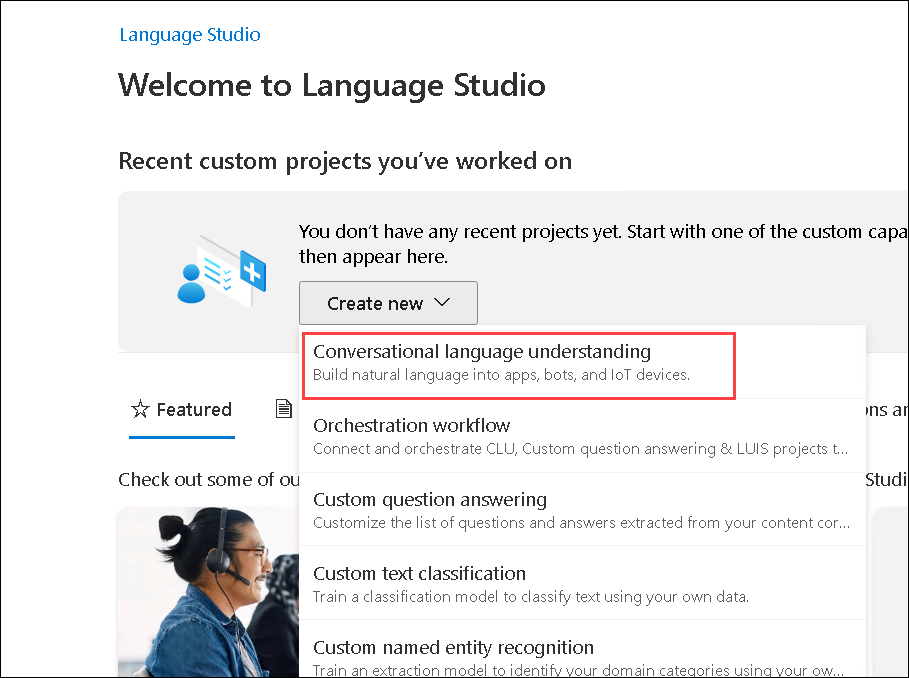 Language Studio
Welcome to Language Studio
Recent custom projects you've worked on
You don't have any recent projects yet. Start with one of the custom capa
then appear here.
Create new
Conversational language understanding
Build natural language into apps, bots, and IoT devices.
Orchestration workflow
Connect and orchestrate CLU, Custom question answering & LUIS projects t...
Featured
ns ar
Custom question answering
Customize the list of questions and answers extracted from your content cor...
Check out some of ou
Studi
Custom text classification
Train a classification model to classify text using your own data.
Custom named entity recognition
Train an extraction model to identify your domain categories using your ow...